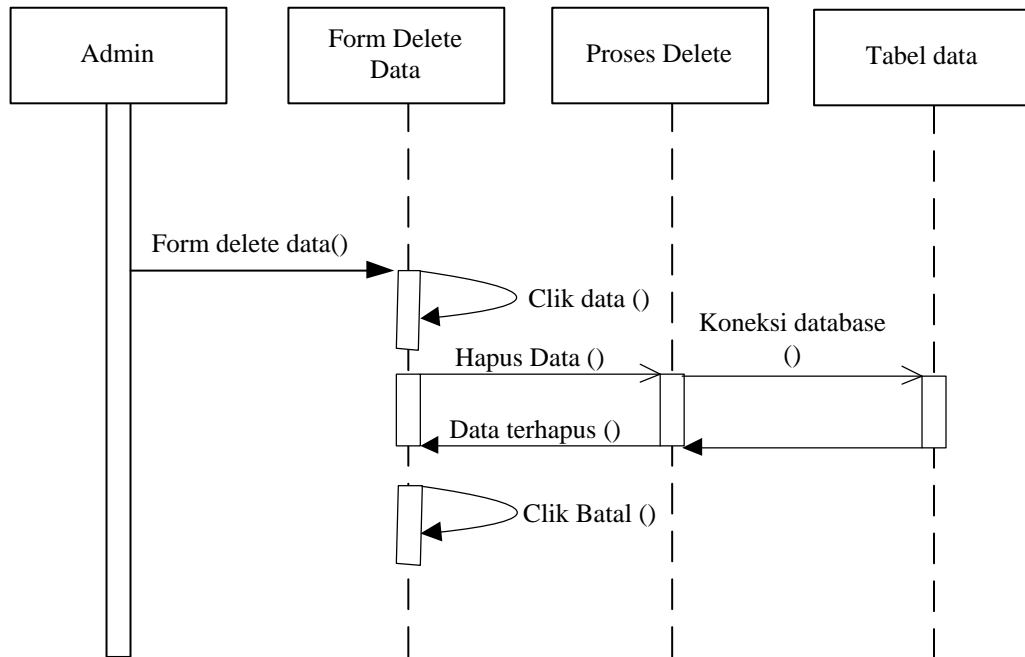 Admin
Form Delete
Data
Proses Delete
Tabel data
Form delete data()
Clik data ()
Koneksi database
()
Hapus Data ()
Data terhapus ()
Clik Batal ()